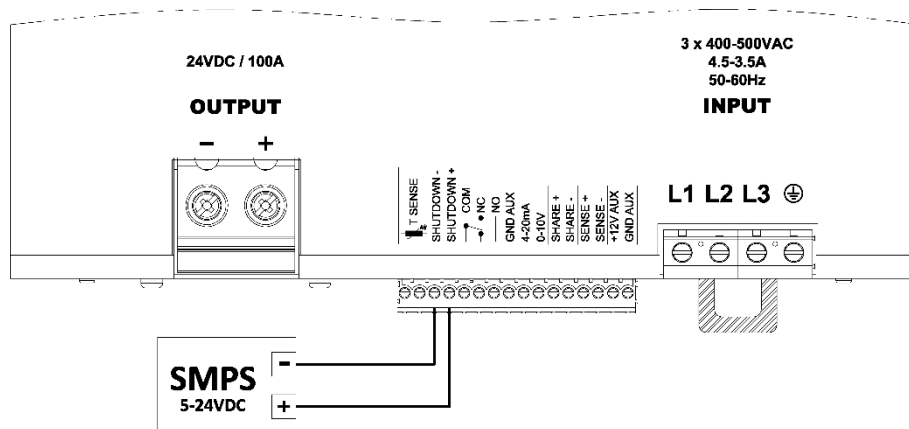 24VDC / 100A
OUTPUT
- +
3 x 400-500VAC
4.5-3.5A
50-60Hz
INPUT
T SENSE
SHUTDOWN -
SHUTDOWN +
COM
NC
NO
GND AUX
4-20mA
0-10V
SHARE +
SHARE -
SENSE +
SENSE -
+12V AUX
GND AUX
L1 L2 L3
SMPS
5-24VDC
-
+